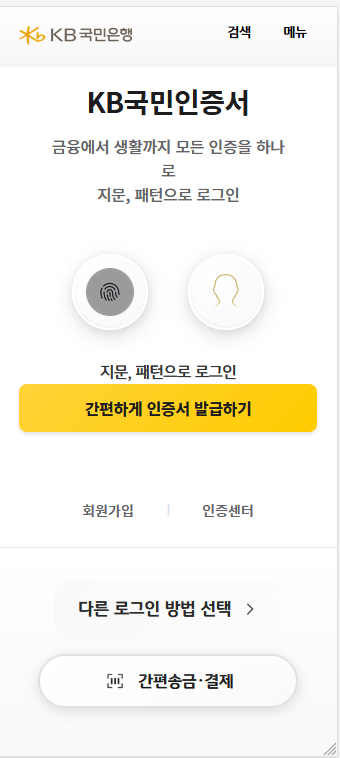 KB 국민은행
검색
메뉴
KB국민인증서
금융에서 생활까지 모든 인증을 하나
로
지문, 패턴으로 로그인
지문, 패턴으로 로그인
간편하게 인증서 발급하기
회원가입
인증센터
다른 로그인 방법 선택
간편송금·결제